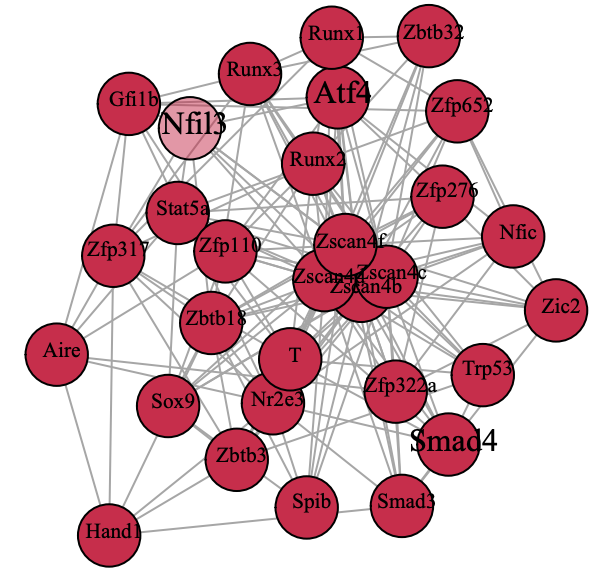 Runx1
Zbtb32
Runx3
Atf4
Gfi1b
Zfp652
Nfil3
Runx2
Zfp276
Stat5a
Nfic
Zfp317
Zfp110
Zscan4f
Zscan4c
Zscan4b
Zic2
Zbtb18
Aire
T
Trp53
Zfp322a
Sox9
Nr2e3
Smad4
Zbtb3
Spib
Smad3
Hand1